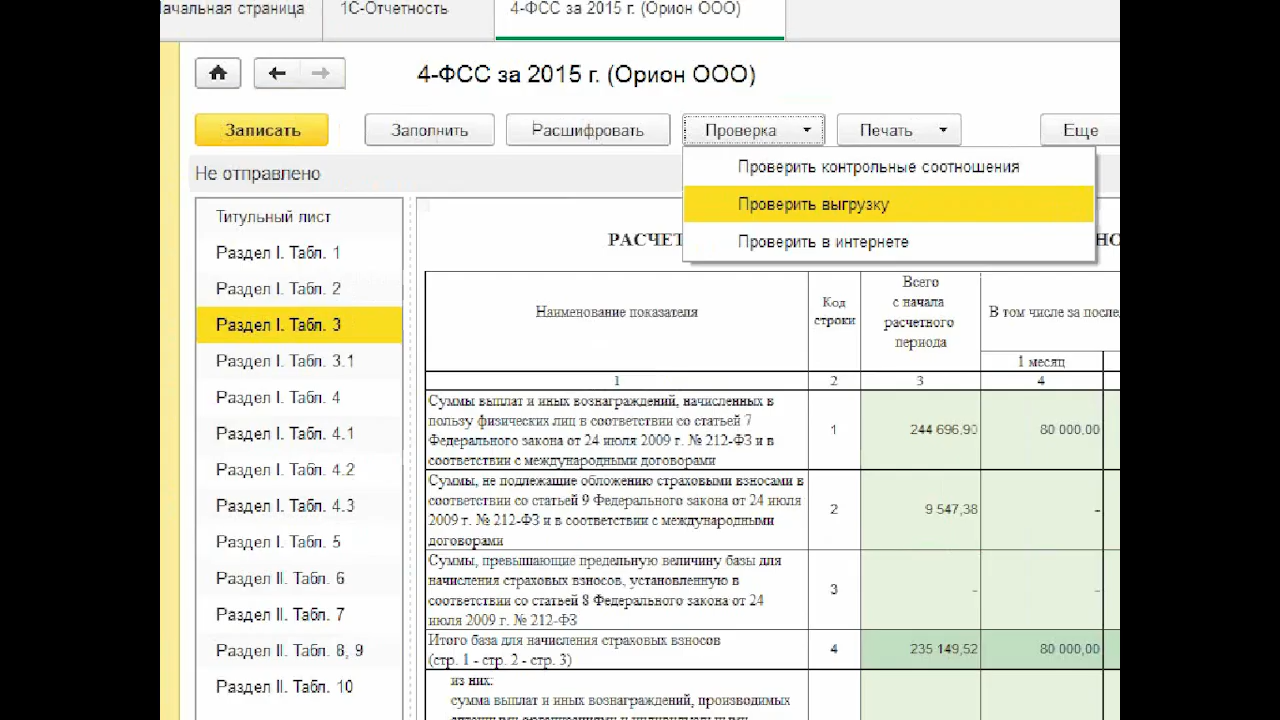 ачальная страница
1С-Отчетность
4-ФСС за 2015 г. (Орион ООО)
4-ФСС за 2015 г. (Орион ООО)
Записать
Заполнить
Расшифровать
Проверка
Печать
Еще
Не отправлено
Проверить контрольные соотношения
Проверить выгрузку
Проверить в интернете
Титульный лист
Раздел I. Табл. 1
Раздел I. Табл. 2
Раздел I. Табл. 3
Раздел I. Табл. 3.1
Раздел I. Табл. 4
Раздел I. Табл. 4.1
Раздел I. Табл. 4.2
Раздел I. Табл. 4.3
Раздел I. Табл. 5
Раздел II. Табл. 6
Раздел II. Табл. 7
Раздел II. Табл. 8, 9
Раздел II. Табл. 10
РАСЧЕТ
НО
Наименование показателя
Код
строки
Всего
с начала
расчетного
периода
В том числе за после
1 месяц
1
2
3
4
Суммы выплат и иных вознаграждений, начисленных в
пользу физических лиц в соответствии со статьей 7
Федерального закона от 24 июля 2009 г. № 212-ФЗ и в
соответствии с международными договорами
1
244 696,90
80 000,00
Суммы, не подлежащие обложению страховыми взносами в
соответствии со статьей 9 Федерального закона от 24 июля
2009 г. № 212-ФЗ и в соответствии с международными
договорами
2
9 547,38
-
Суммы, превышающие предельную величину базы для
начисления страховых взносов, установленную в
соответствии со статьей 8 Федерального закона от 24
июля 2009 г. № 212-ФЗ
3
-
-
Итого база для начисления страховых взносов
(стр. 1 - стр. 2 - стр. 3)
4
235 149,52
80 000,00
из них:
сумма выплат и иных вознаграждений, производимых